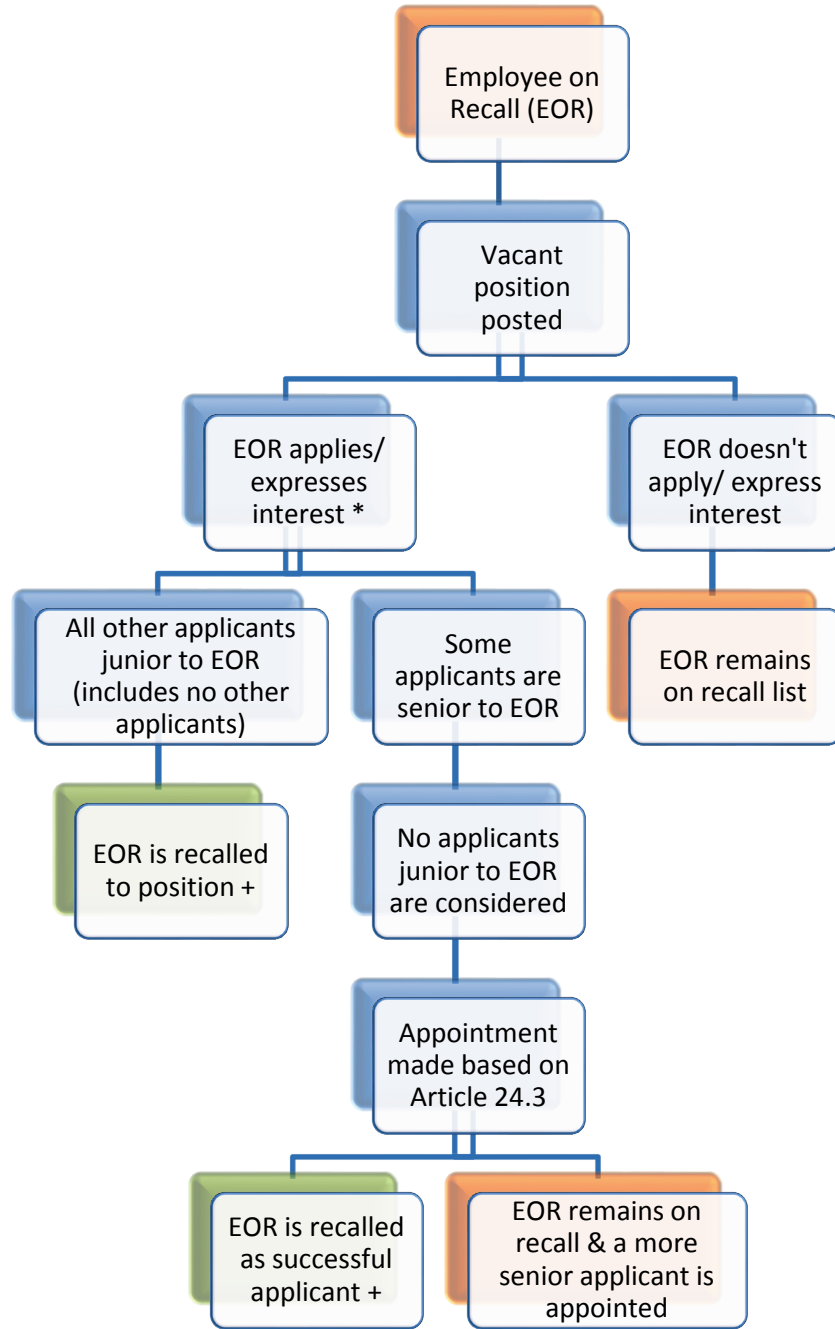 Employee on
Recall (EOR)
Vacant
position
posted
EOR applies/
expresses
interest *
EOR doesn't
apply/ express
interest
All other applicants
junior to EOR
(includes no other
applicants)
Some
applicants are
senior to EOR
EOR remains
on recall list
EOR is recalled
to position +
No applicants
junior to EOR
are considered
Appointment
made based on
Article 24.3
EOR is recalled
as successful
applicant +
EOR remains on
recall & a more
senior applicant is
appointed